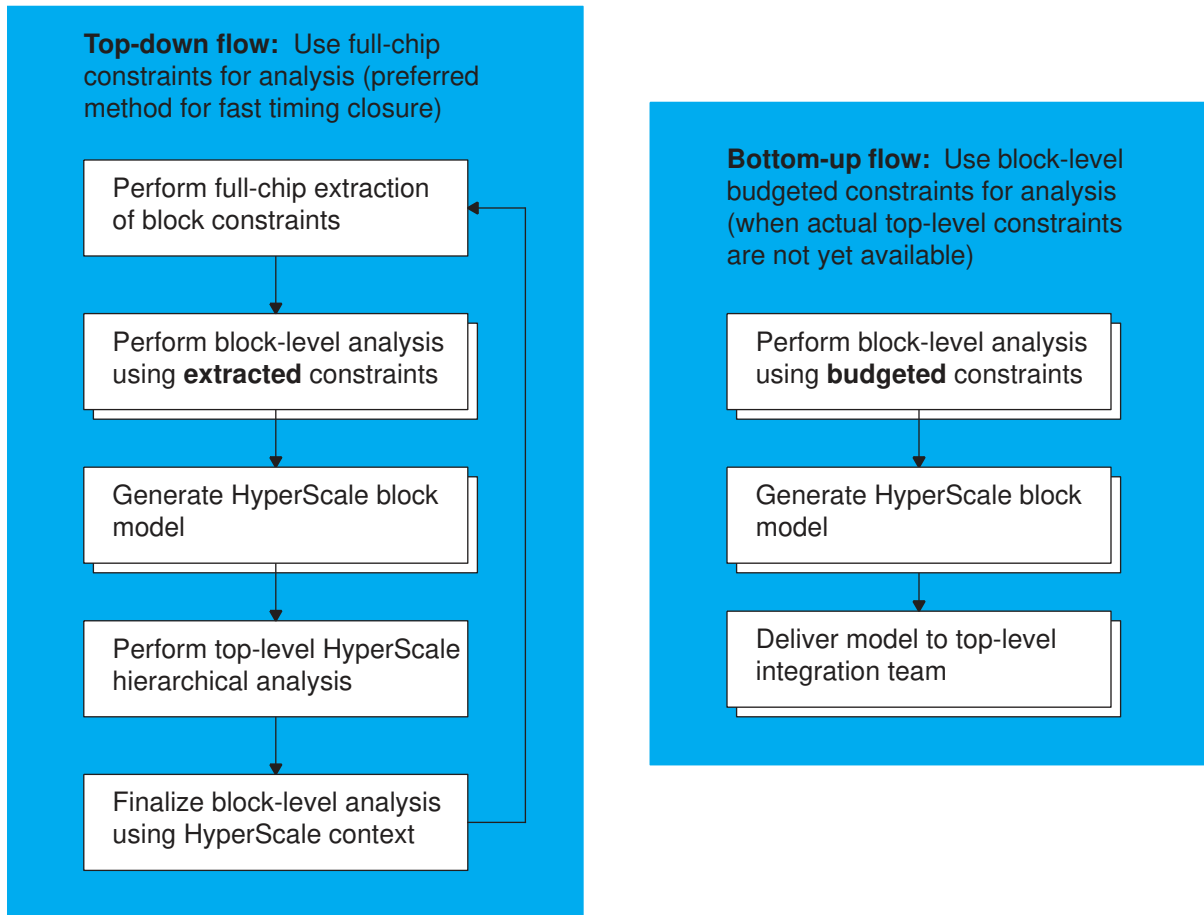 Top-down flow: Use full-chip
constraints for analysis (preferred
method for fast timing closure)
Perform full-chip extraction
of block constraints
Perform block-level analysis
using extracted constraints
Generate HyperScale block
model
Perform top-level HyperScale
hierarchical analysis
Finalize block-level analysis
using HyperScale context
Bottom-up flow: Use block-level
budgeted constraints for analysis
(when actual top-level constraints
are not yet available)
Perform block-level analysis
using budgeted constraints
Generate HyperScale block
model
Deliver model to top-level
integration team